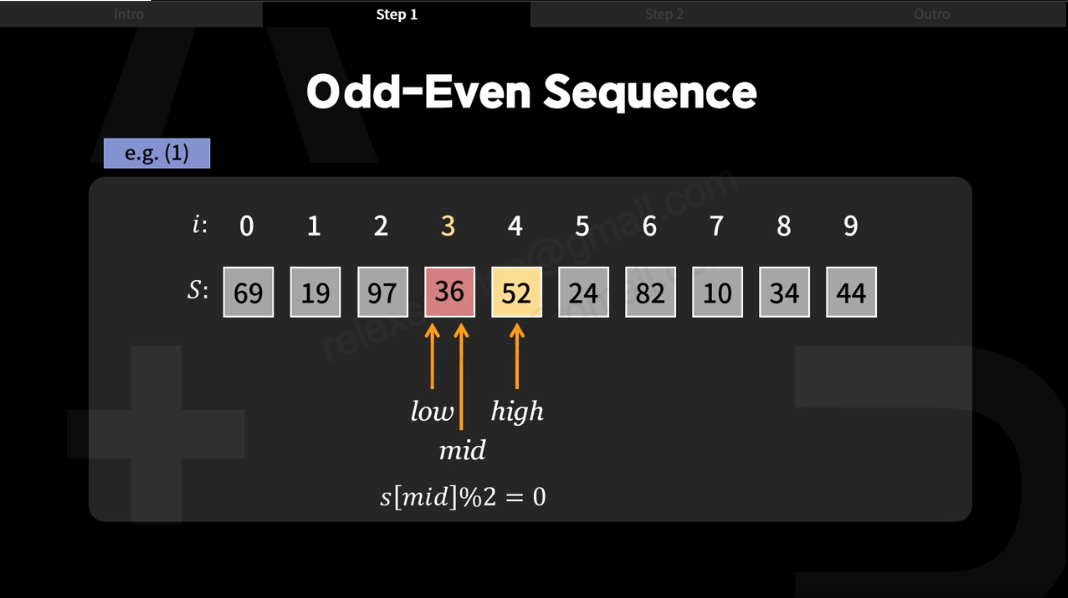 Intro Step 1 Step 2 Outro
Odd-Even Sequence
e.g. (1)
i: 0 1 2 3 4 5 6 7 8 9
S: 69 19 97 36 52 24 82 10 34 44
low high
mid
s[mid]%2 = 0
@gmail.com